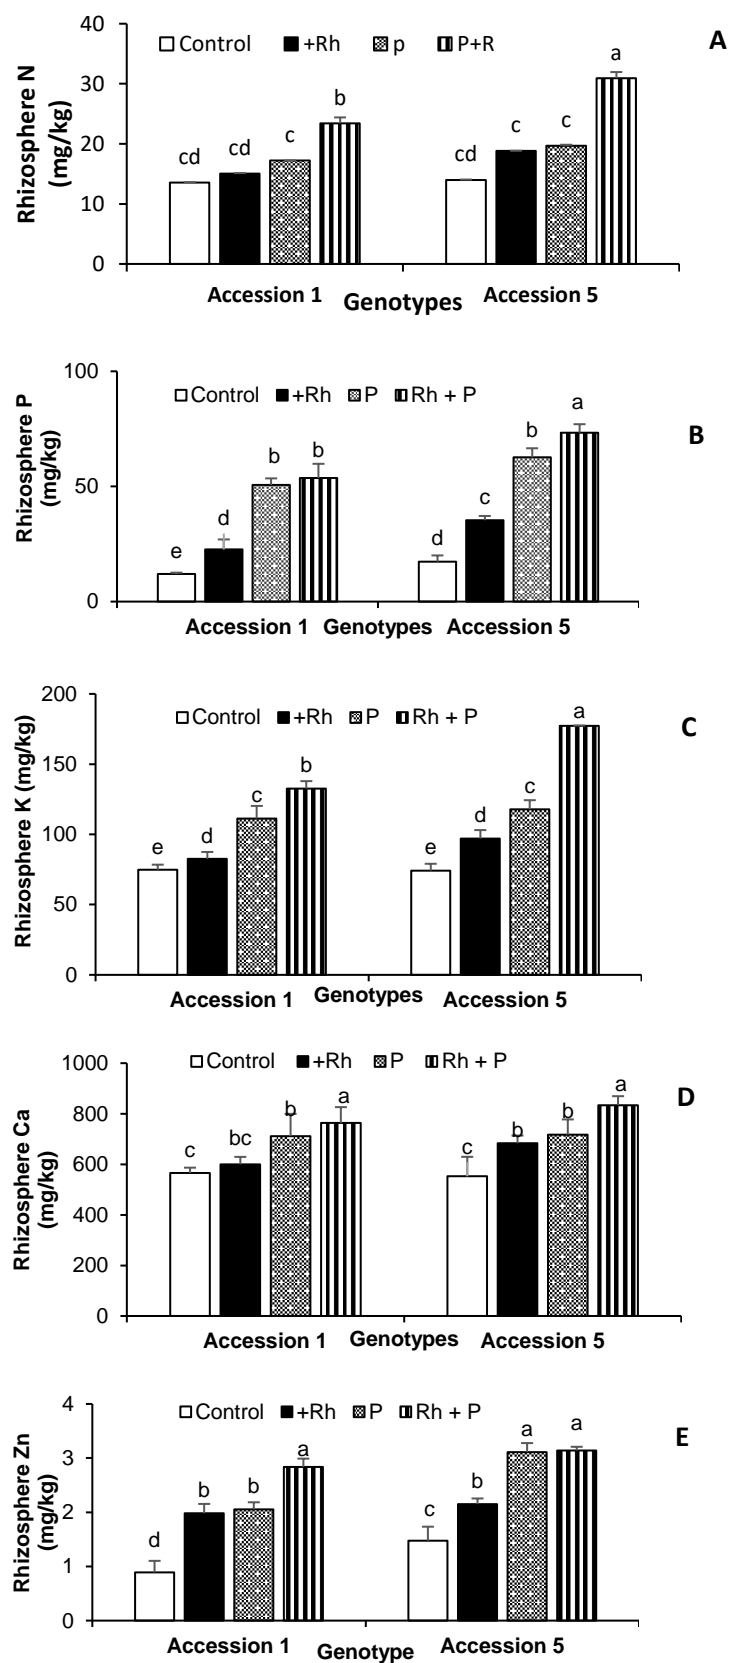 40
Control +Rh p P+R
A
a
30
b
Rhizosphere N
(mg/kg)
20
cd cd c cd c c
10
0
Accession 1 Genotypes Accession 5
100
Control +Rh P Rh + P
a
B
b b b
Rhizosphere P
(mg/kg)
50
c
d d
e
0
Accession 1 Genotypes Accession 5
200
Control +Rh P Rh + P
a
C
150
b
Rhizosphere K (mg/kg)
c c
100
e d e d
50
0
Accession 1 Genotypes Accession 5
1000
Control +Rh P Rh + P
D
800
b a a
c bc c b b
Rhizosphere Ca
(mg/kg)
600
400
200
0
Accession 1 Genotypes Accession 5
4
Control +Rh P Rh + P
E
3
a a a
Rhizosphere Zn
(mg/kg)
2
b b b
d c
1
0
Accession 1 Genotype Accession 5